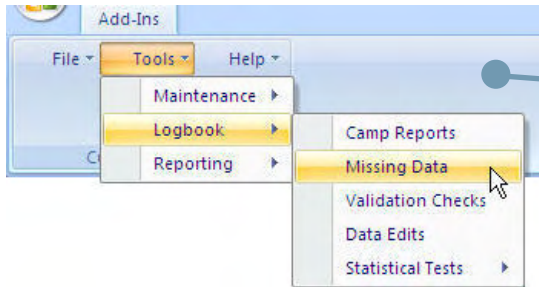 Add-Ins
File Tools Help
Maintenance
Logbook
Reporting
Camp Reports
Missing Data
Validation Checks
Data Edits
Statistical Tests